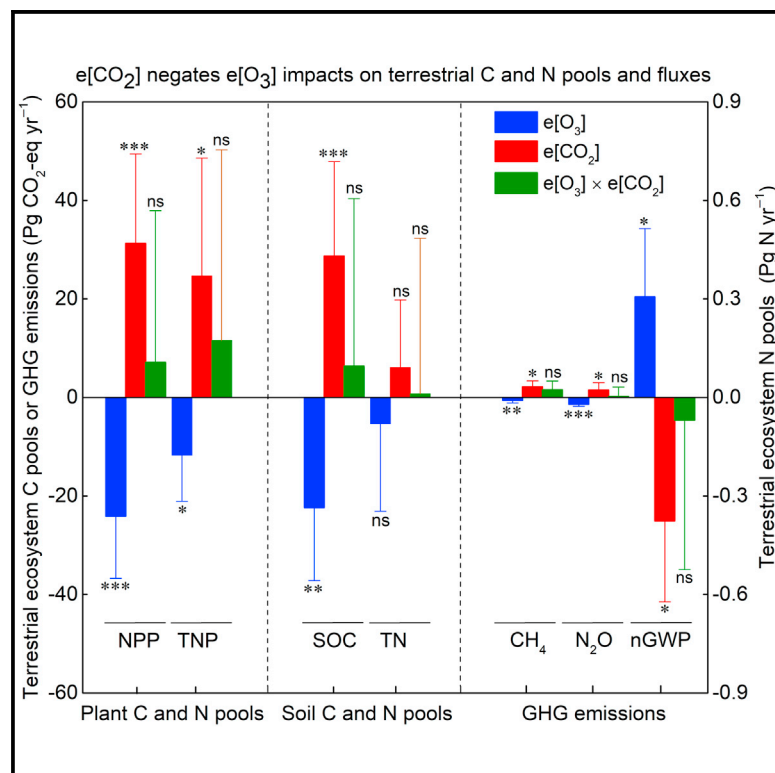 e[CO₂] negates e[O₃] impacts on terrestrial C and N pools and fluxes
Terrestrial ecosystem C pools or GHG emissions (Pg CO₂-eq yr⁻¹)
60
40
20
0
-20
-40
-60
0.9
0.6
0.3
0.0
-0.3
-0.6
-0.9
Terrestrial ecosystem N pools (Pg N yr⁻¹)
e[O₃]
e[CO₂]
e[O₃] × e[CO₂]
*** * ns
ns
*** ns
ns
ns
* ns * ns
*
*** *
** ns
** ***
* ns
NPP TNP SOC TN CH₄ N₂O nGWP
Plant C and N pools Soil C and N pools GHG emissions